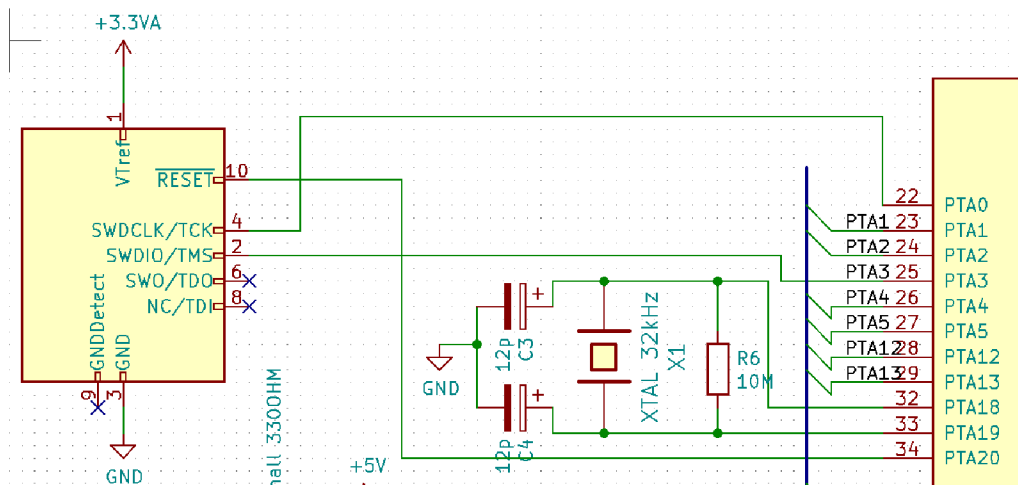 +3.3VA
1
VTref
RESET
10
SWDCLK/TCK
4
SWDIO/TMS
2
SWO/TDO
6
NC/TDI
8
GNDDetect
GND
9
3
GND
3300HM
+5V
GND
+
12p
C3
+
12p
C4
XTAL 32kHz
X1
R6
10M
22
PTA0
PTA1
23
PTA1
PTA2
24
PTA2
PTA3
25
PTA3
PTA4
26
PTA4
PTA5
27
PTA5
PTA12
28
PTA12
PTA13
29
PTA13
32
PTA18
33
PTA19
34
PTA20